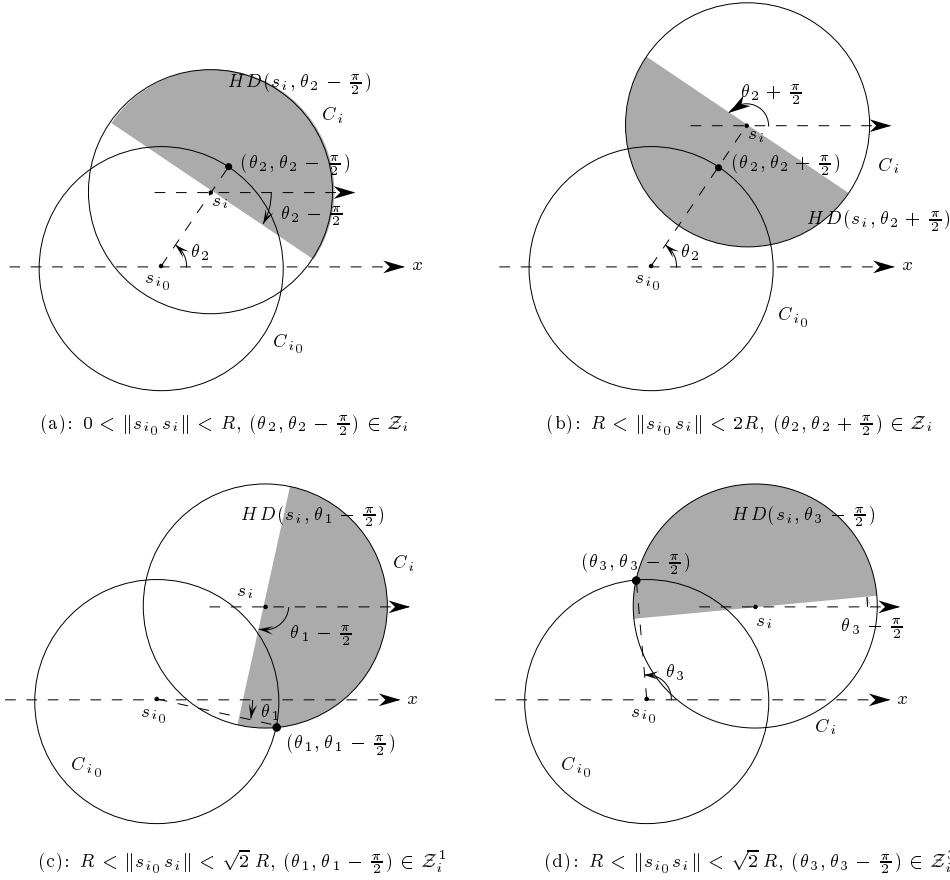 HD(s_i, θ_2 − π/2)
C_i
(θ_2, θ_2 − π/2)
s_i
θ_2 − π/2
θ_2
s_{i_0}
x
C_{i_0}
(a): 0 < ‖s_{i_0} s_i‖ < R, (θ_2, θ_2 − π/2) ∈ 𝒵_i
θ_2 + π/2
s_i
(θ_2, θ_2 + π/2)
C_i
HD(s_i, θ_2 + π/2)
θ_2
s_{i_0}
x
C_{i_0}
(b): R < ‖s_{i_0} s_i‖ < 2R, (θ_2, θ_2 + π/2) ∈ 𝒵_i
HD(s_i, θ_1 − π/2)
C_i
s_i
θ_1 − π/2
x
s_{i_0}
θ_1
(θ_1, θ_1 − π/2)
C_{i_0}
(c): R < ‖s_{i_0} s_i‖ < √2 R, (θ_1, θ_1 − π/2) ∈ 𝒵_i^1
HD(s_i, θ_3 − π/2)
(θ_3, θ_3 − π/2)
s_i
θ_3 − π/2
θ_3
s_{i_0}
x
C_i
C_{i_0}
(d): R < ‖s_{i_0} s_i‖ < √2 R, (θ_3, θ_3 − π/2) ∈ 𝒵_i